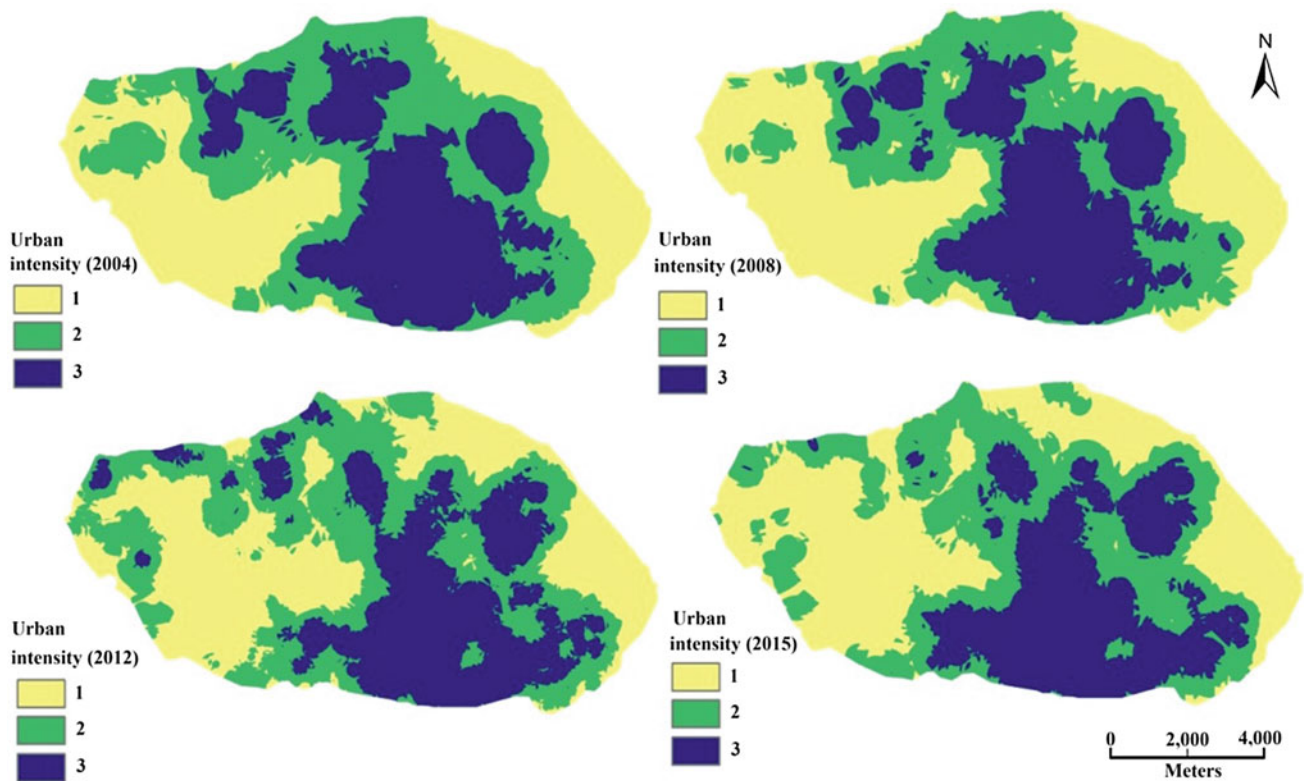 Urban
intensity (2004)
1
2
3
N
Urban
intensity (2008)
1
2
3
Urban
intensity (2012)
1
2
3
Urban
intensity (2015)
1
2
3
0 2,000 4,000
Meters